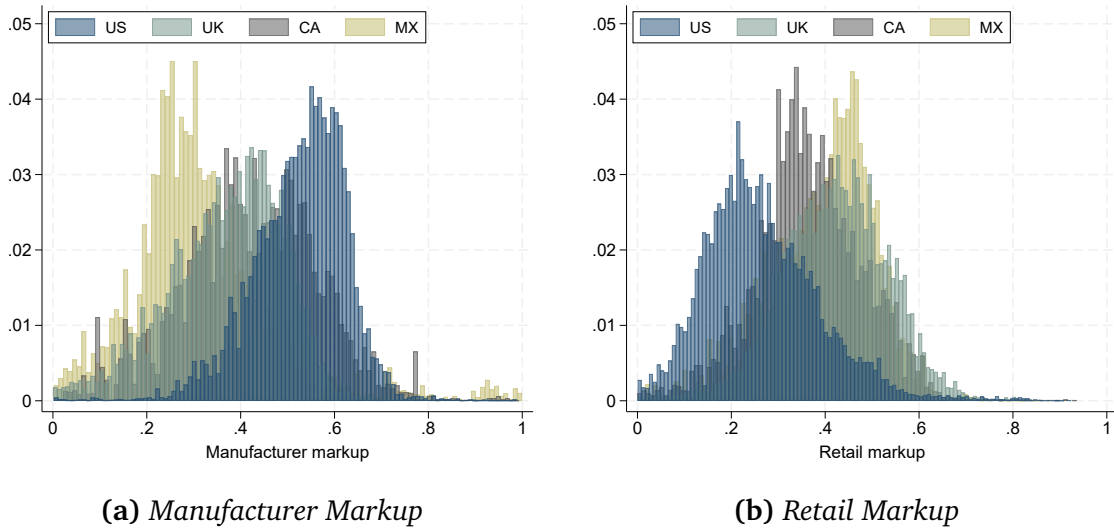 .05
.04
.03
.02
.01
0
US UK CA MX
0 .2 .4 .6 .8 1
Manufacturer markup
(a) Manufacturer Markup
.05
.04
.03
.02
.01
0
US UK CA MX
0 .2 .4 .6 .8 1
Retail markup
(b) Retail Markup